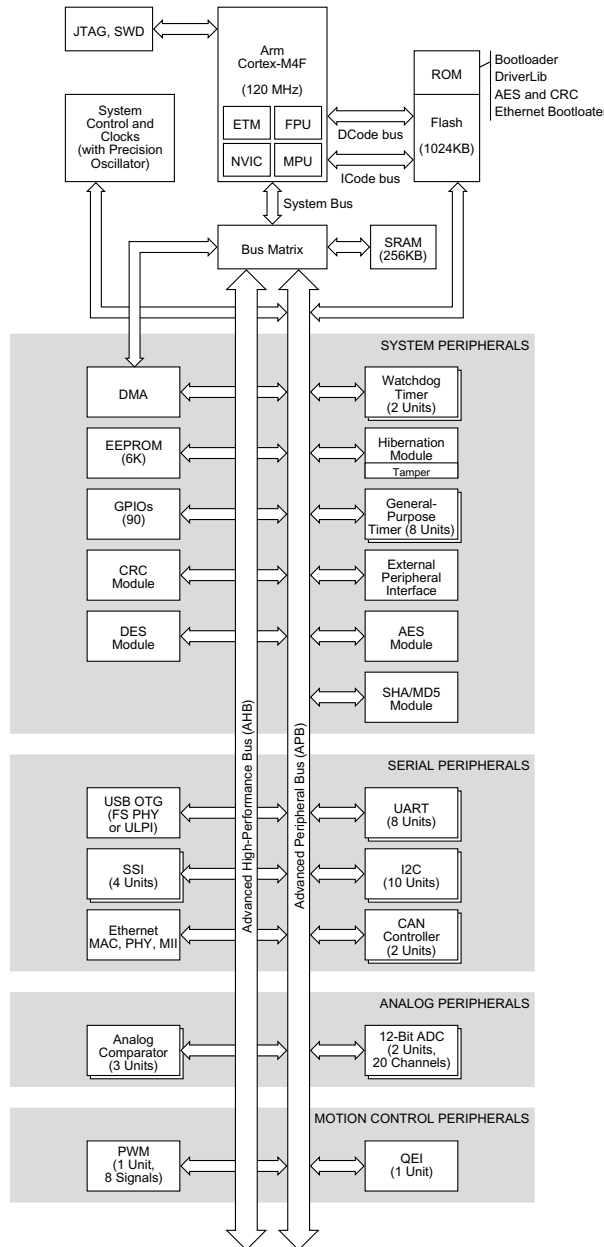 JTAG, SWD
Arm
Cortex-M4F
(120 MHz)
ETM
FPU
NVIC
MPU
ROM
Flash
(1024KB)
Bootloader
DriverLib
AES and CRC
Ethernet Bootloader
System
Control and
Clocks
(with Precision
Oscillator)
DCode bus
ICode bus
System Bus
Bus Matrix
SRAM
(256KB)
SYSTEM PERIPHERALS
DMA
Watchdog
Timer
(2 Units)
EEPROM
(6K)
Hibernation
Module
Tamper
GPIOs
(90)
General-
Purpose
Timer (8 Units)
CRC
Module
External
Peripheral
Interface
DES
Module
AES
Module
SHA/MD5
Module
Advanced High-Performance Bus (AHB)
Advanced Peripheral Bus (APB)
SERIAL PERIPHERALS
USB OTG
(FS PHY
or ULPI)
UART
(8 Units)
SSI
(4 Units)
I2C
(10 Units)
Ethernet
MAC, PHY, MII
CAN
Controller
(2 Units)
ANALOG PERIPHERALS
Analog
Comparator
(3 Units)
12-Bit ADC
(2 Units,
20 Channels)
MOTION CONTROL PERIPHERALS
PWM
(1 Unit,
8 Signals)
QEI
(1 Unit)